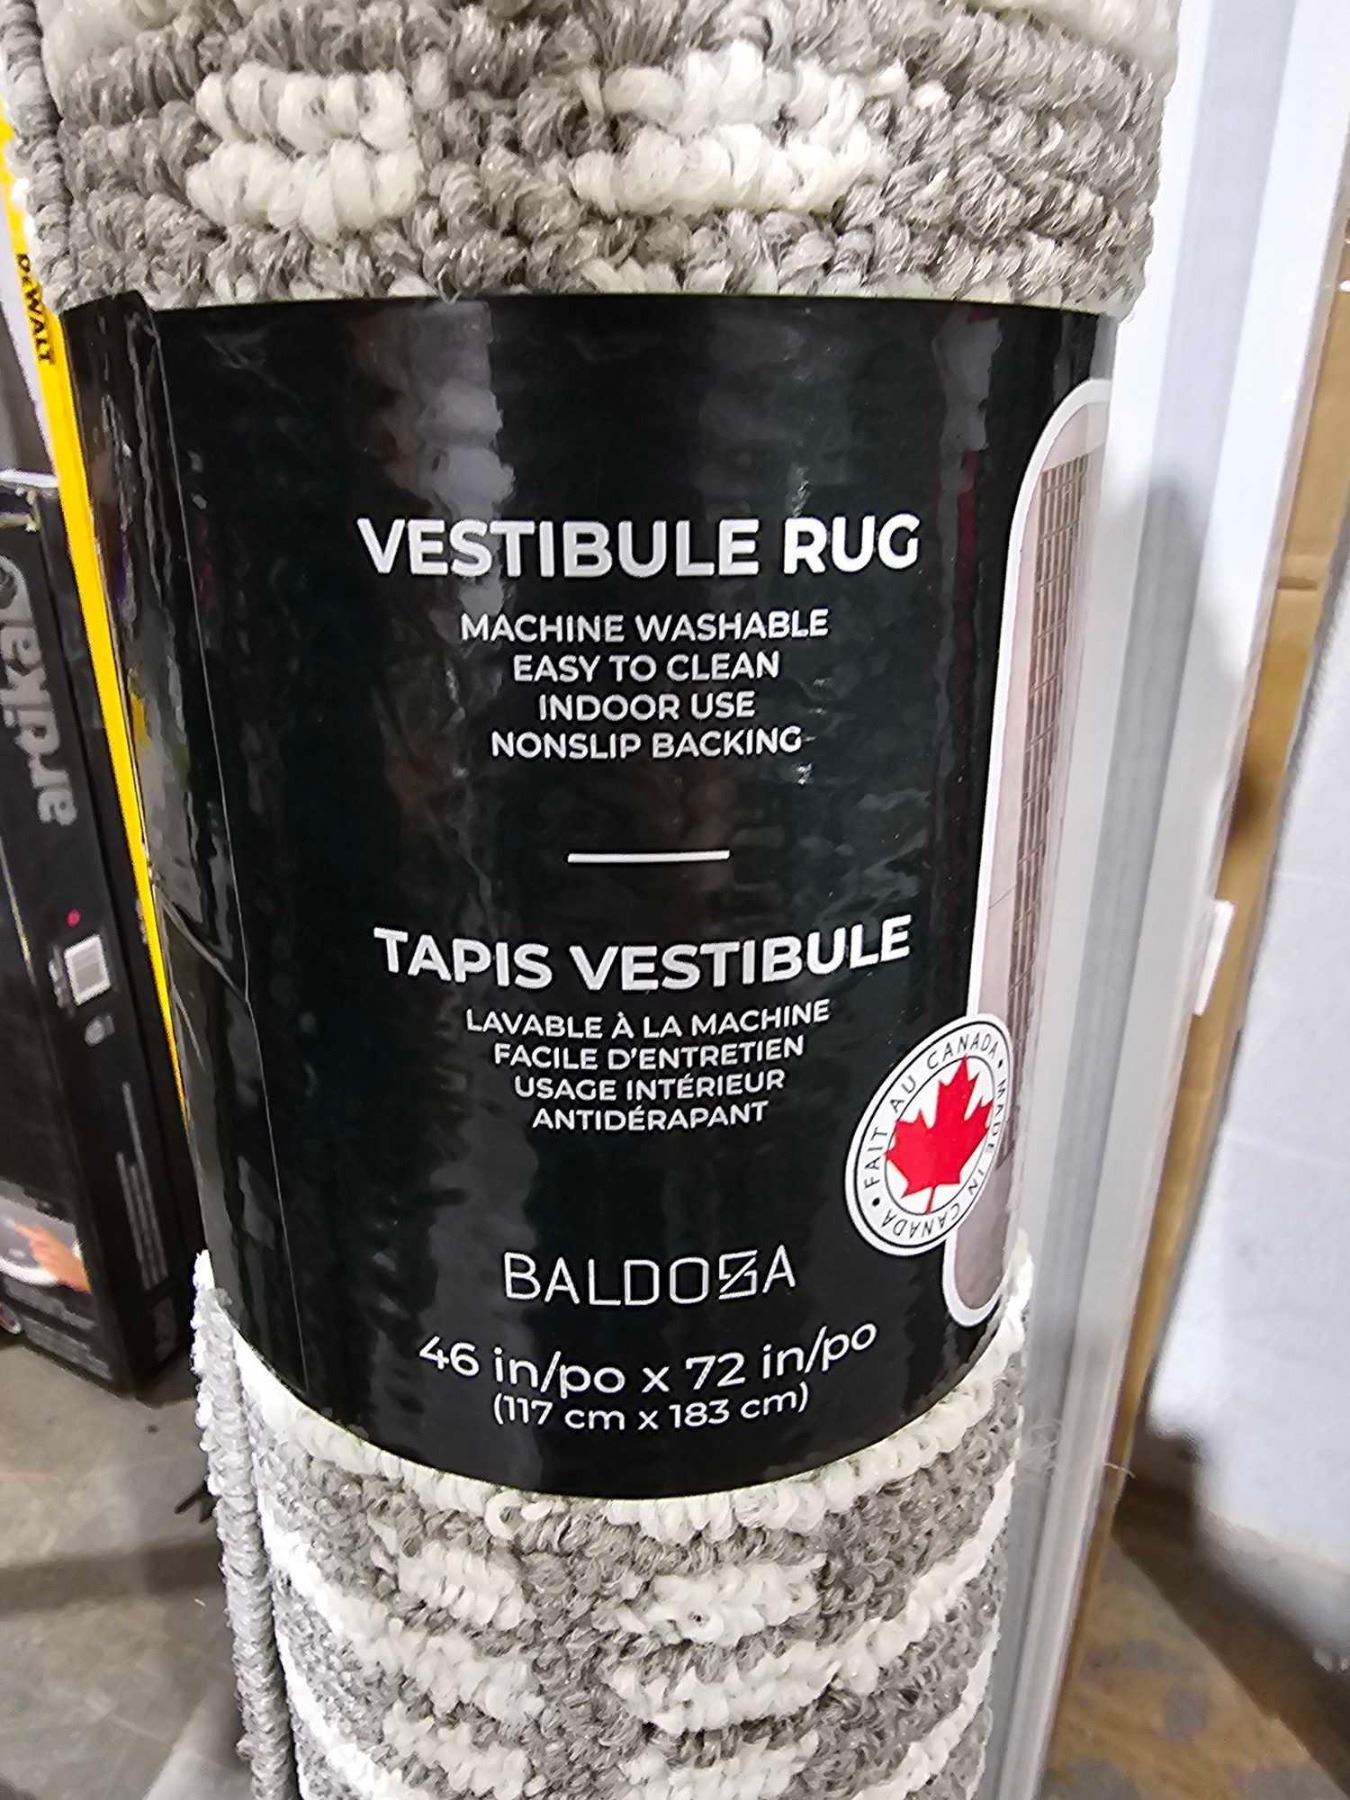 DEWALT
VESTIBULE RUG
MACHINE WASHABLE
EASY TO CLEAN
INDOOR USE
NONSLIP BACKING
TAPIS VESTIBULE
LAVABLE À LA MACHINE
FACILE D'ENTRETIEN
USAGE INTÉRIEUR
ANTIDÉRAPANT
• FAIT AU CANADA • MADE IN CANADA
BALDOSA
46 in/po x 72 in/po
(117 cm x 183 cm)